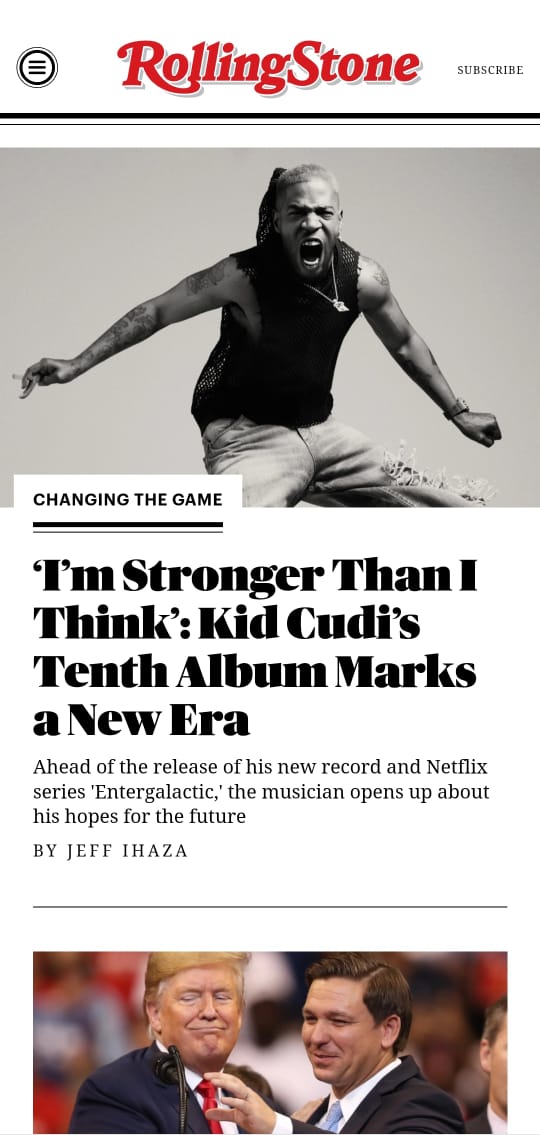 RollingStone
SUBSCRIBE
CHANGING THE GAME
‘I’m Stronger Than I
Think’: Kid Cudi’s
Tenth Album Marks
a New Era
Ahead of the release of his new record and Netflix
series 'Entergalactic,' the musician opens up about
his hopes for the future
BY JEFF IHAZA